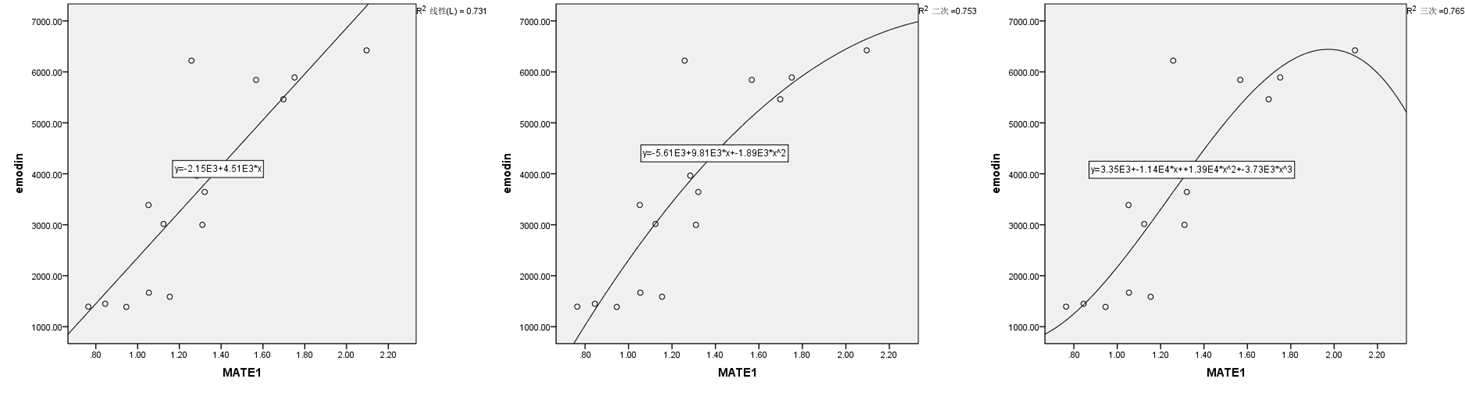 R² 线性(L) = 0.731
7000.00
6000.00
5000.00
4000.00
3000.00
2000.00
1000.00
emodin
y=-2.15E3+4.51E3*x
.80 1.00 1.20 1.40 1.60 1.80 2.00 2.20
MATE1
R² 二次 =0.753
7000.00
6000.00
5000.00
4000.00
3000.00
2000.00
1000.00
emodin
y=-5.61E3+9.81E3*x+-1.89E3*x^2
.80 1.00 1.20 1.40 1.60 1.80 2.00 2.20
MATE1
R² 三次 =0.765
7000.00
6000.00
5000.00
4000.00
3000.00
2000.00
1000.00
emodin
y=3.35E3+-1.14E4*x++1.39E4*x^2+-3.73E3*x^3
.80 1.00 1.20 1.40 1.60 1.80 2.00 2.20
MATE1